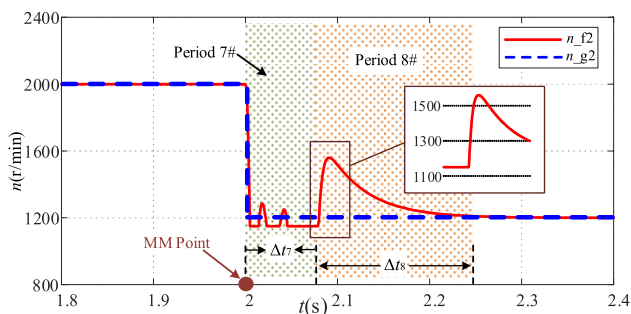 2400
2000
1600
1200
800
n(r/min)
Period 7#
Period 8#
n_f2
n_g2
1500
1300
1100
MM Point
Δt7
Δt8
1.8
1.9
2
2.1
2.2
2.3
2.4
t(s)